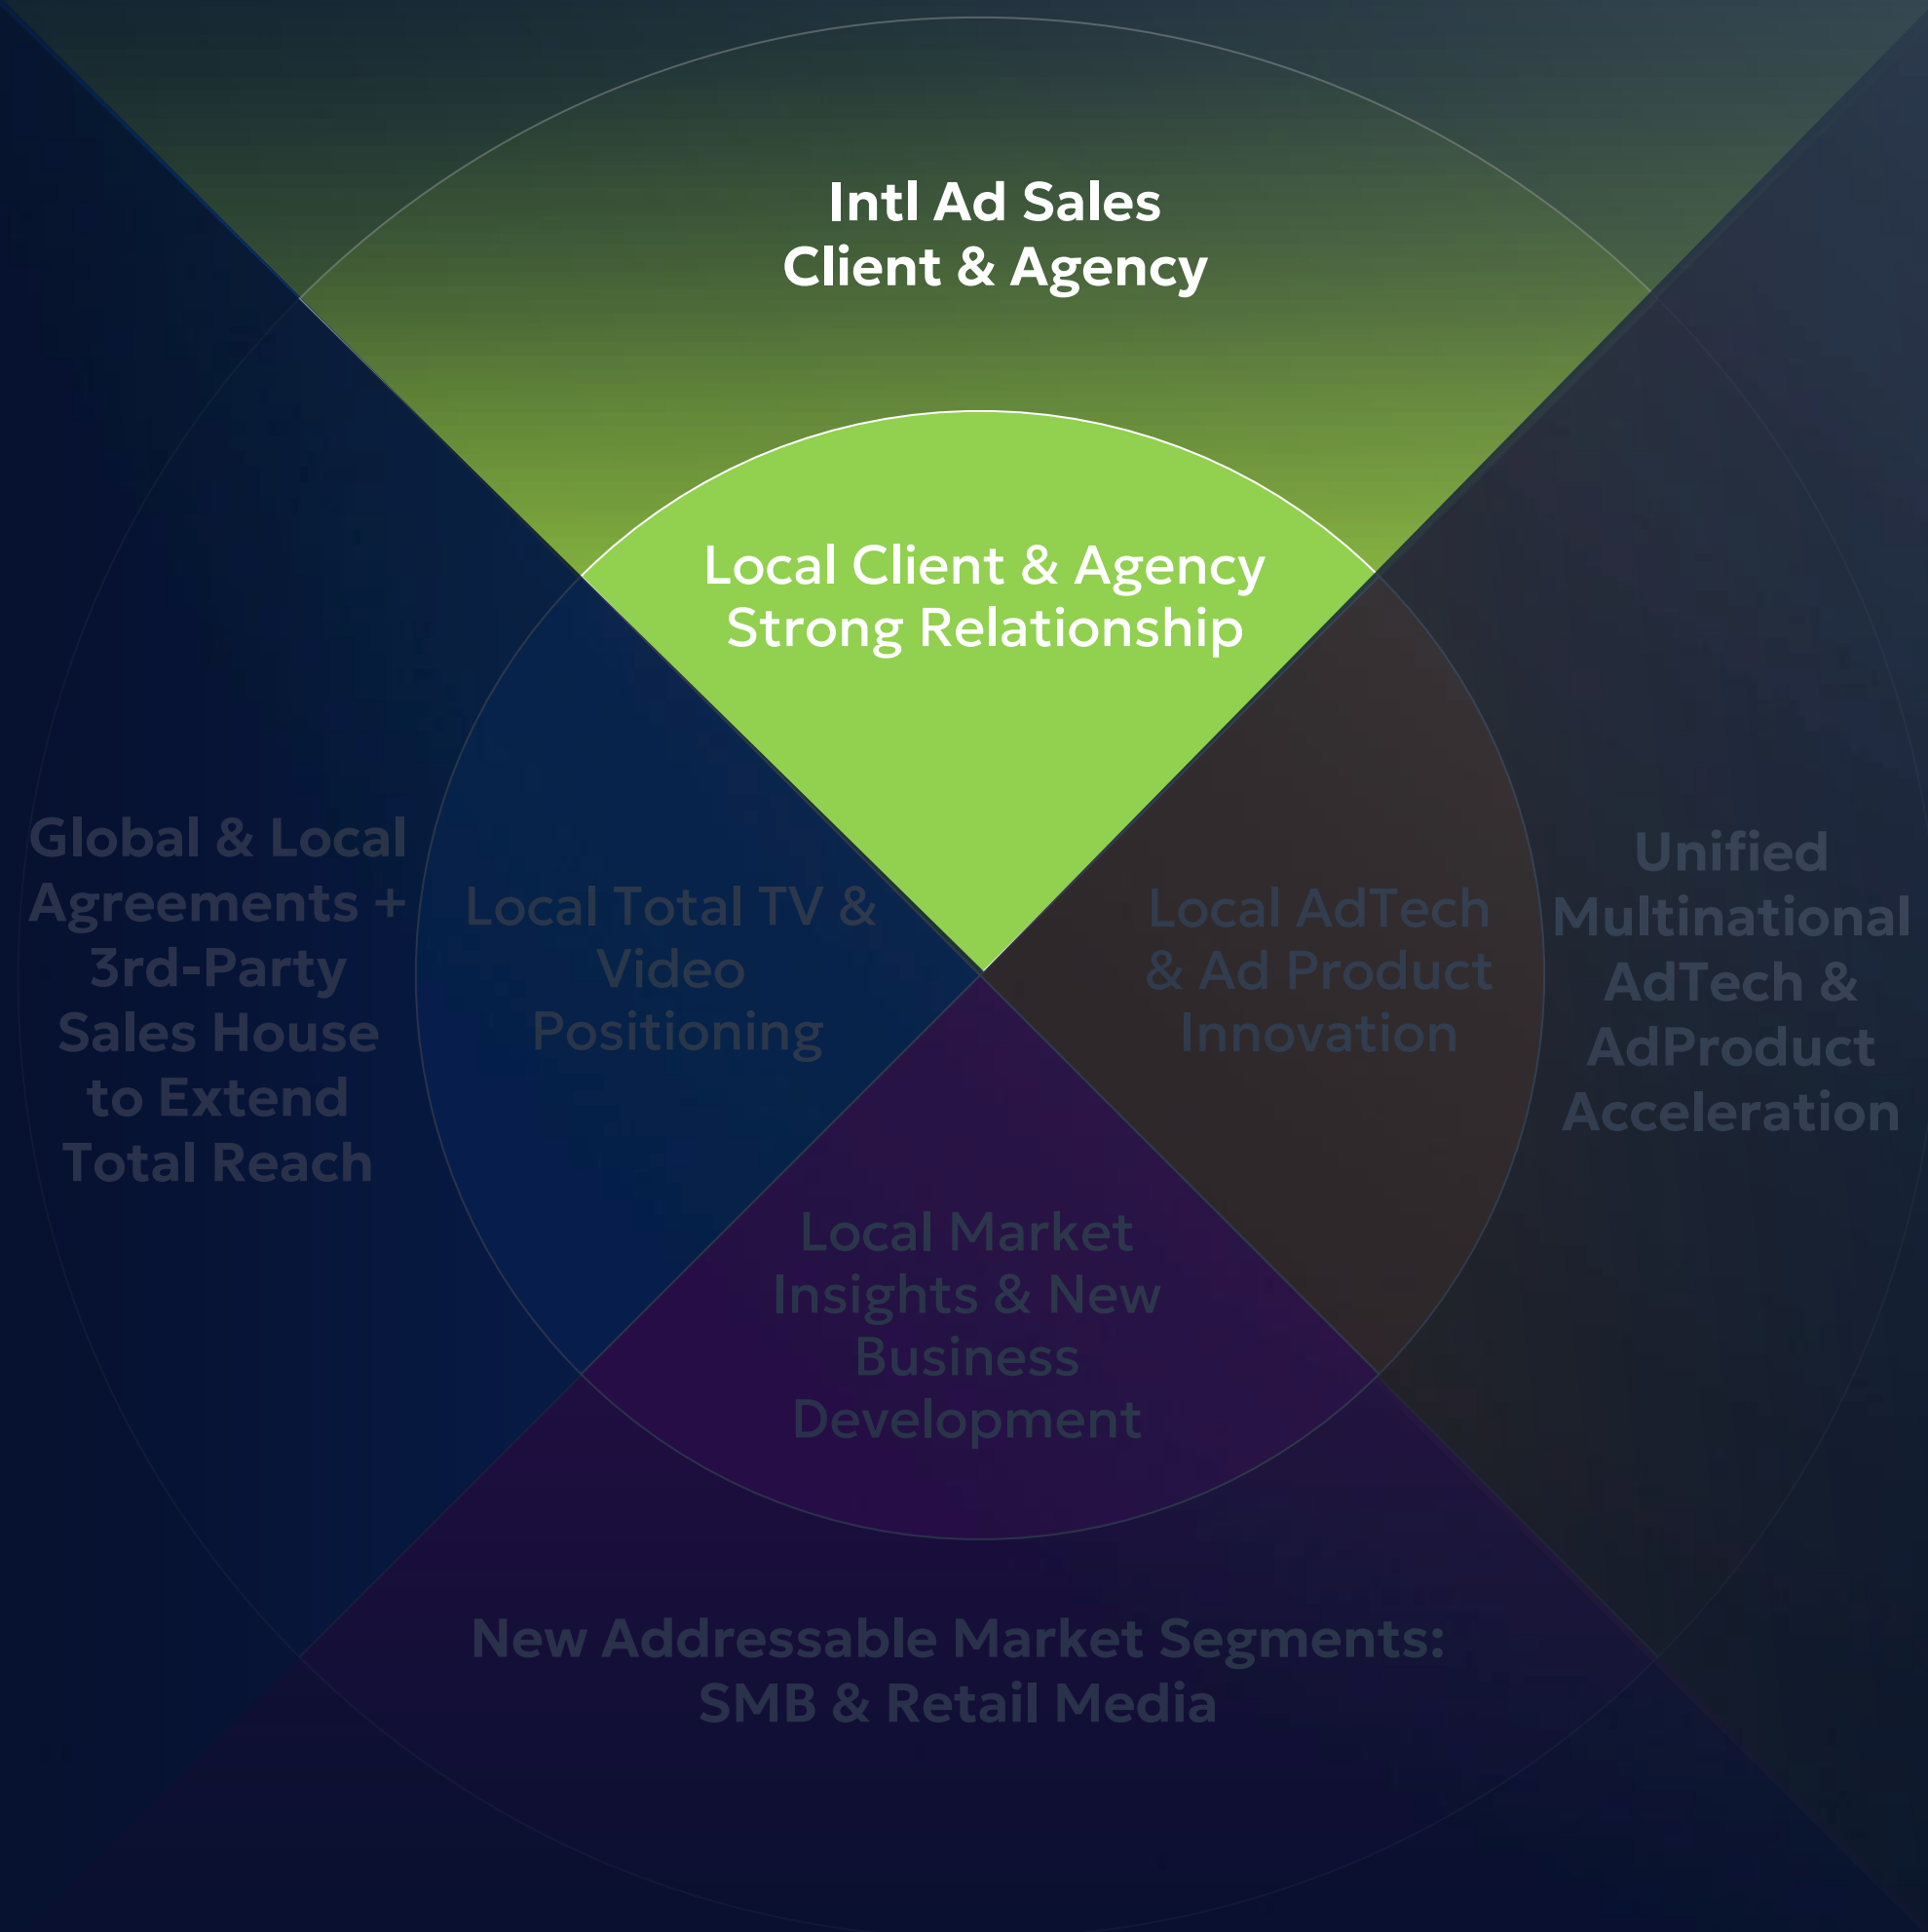 Intl Ad Sales
Client & Agency
Local Client & Agency
Strong Relationship
Global & Local
Agreements +
3rd-Party
Sales House
to Extend
Total Reach
Local Total TV &
Video
Positioning
Local AdTech
& Ad Product
Innovation
Unified
Multinational
AdTech &
AdProduct
Acceleration
Local Market
Insights & New
Business
Development
New Addressable Market Segments:
SMB & Retail Media